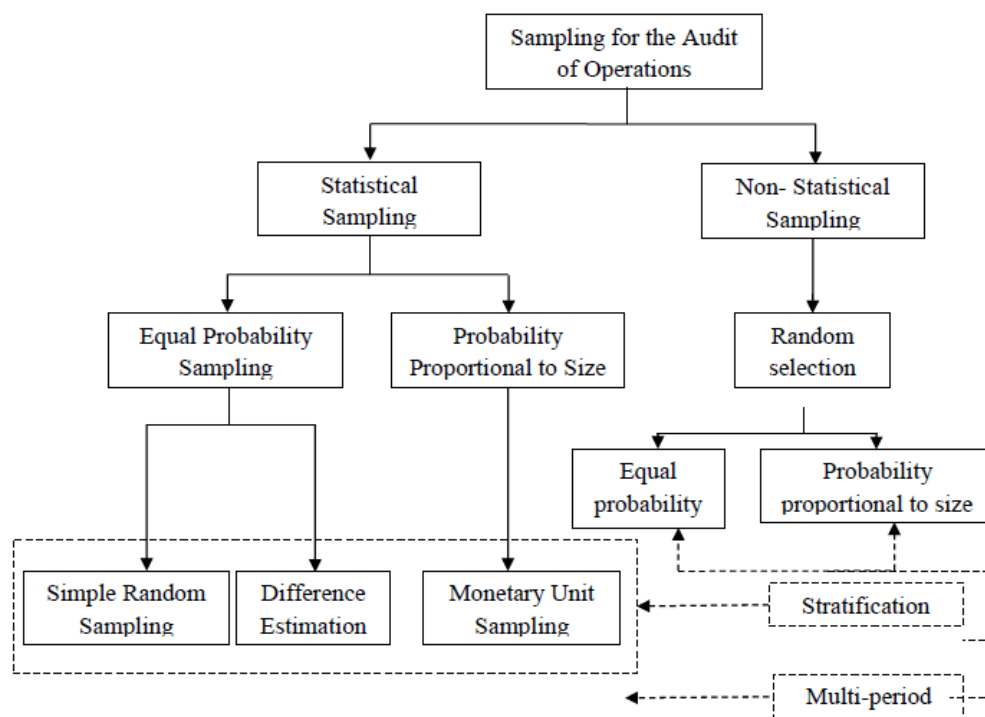 Sampling for the Audit
of Operations
Statistical
Sampling
Non- Statistical
Sampling
Equal Probability
Sampling
Probability
Proportional to Size
Random
selection
Equal
probability
Probability
proportional to size
Simple Random
Sampling
Difference
Estimation
Monetary Unit
Sampling
Stratification
Multi-period